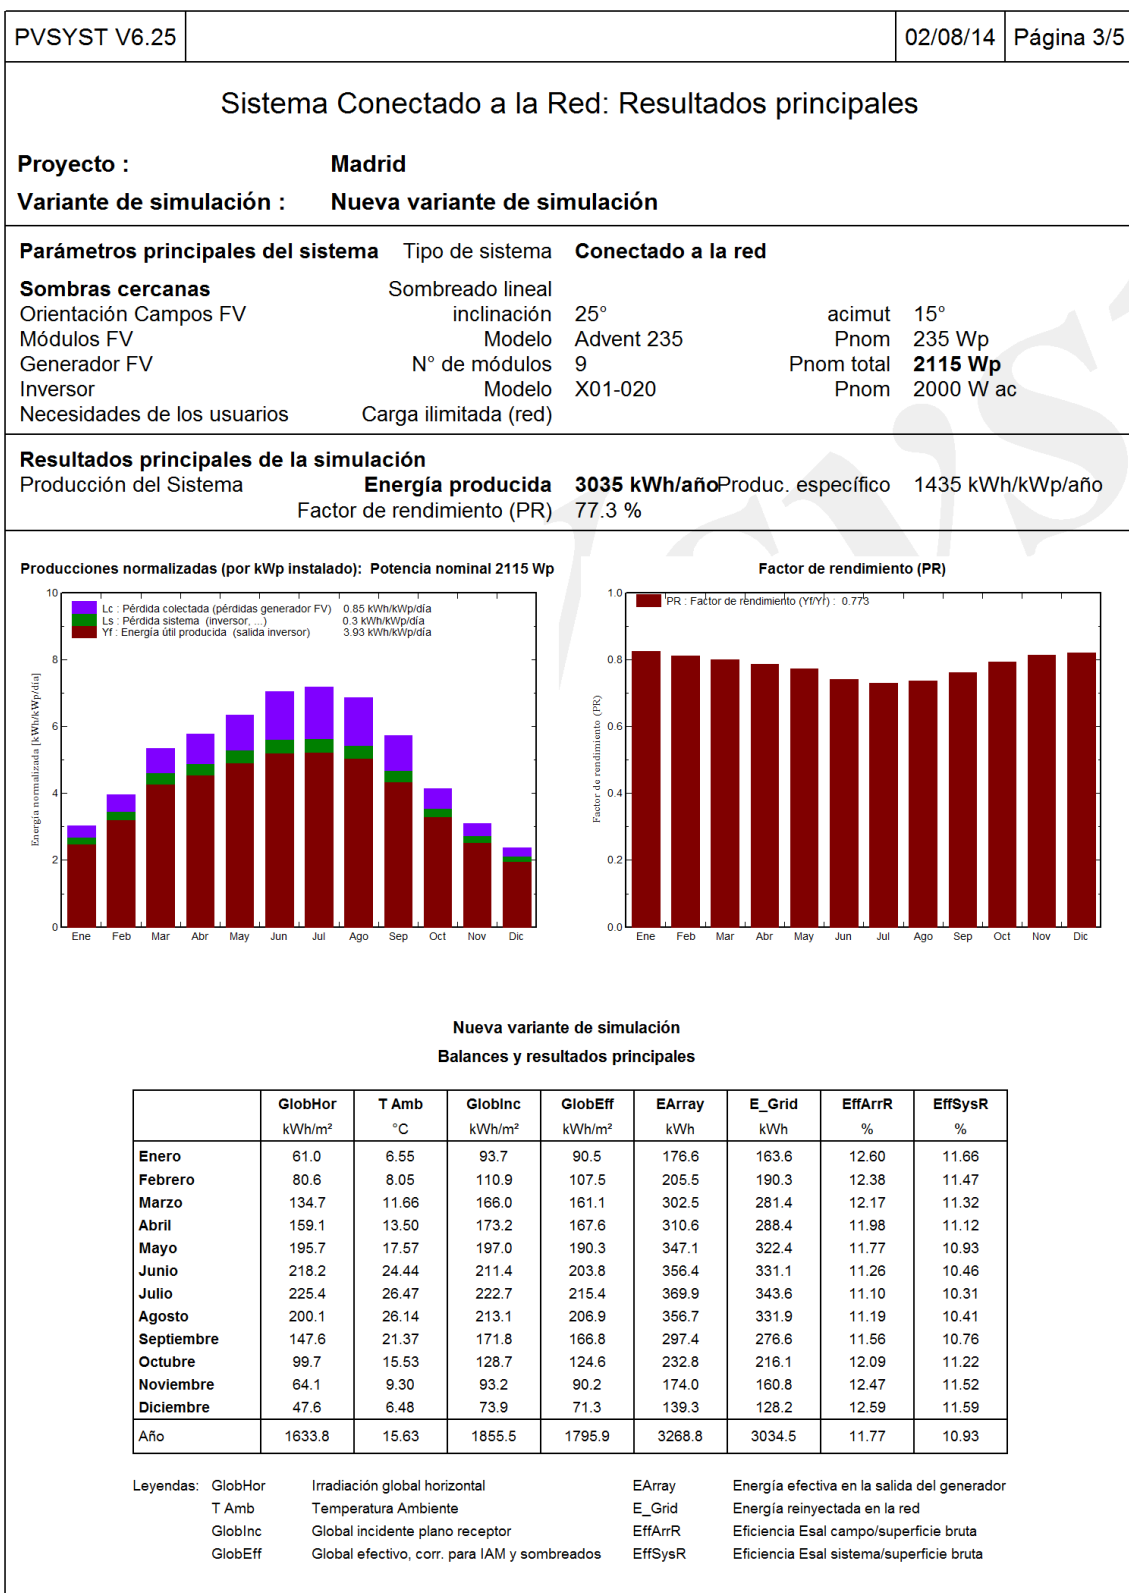 PVSYST V6.25 02/08/14 Página 3/5
Sistema Conectado a la Red: Resultados principales
Proyecto : Madrid
Variante de simulación : Nueva variante de simulación
Parámetros principales del sistema Tipo de sistema Conectado a la red
Sombras cercanas Sombreado lineal
Orientación Campos FV inclinación 25° acimut 15°
Módulos FV Modelo Advent 235 Pnom 235 Wp
Generador FV N° de módulos 9 Pnom total 2115 Wp
Inversor Modelo X01-020 Pnom 2000 W ac
Necesidades de los usuarios Carga ilimitada (red)
Resultados principales de la simulación
Producción del Sistema Energía producida 3035 kWh/año Produc. específico 1435 kWh/kWp/año
Factor de rendimiento (PR) 77.3 %
Producciones normalizadas (por kWp instalado): Potencia nominal 2115 Wp
Lc : Pérdida colectada (pérdidas generador FV) 0.85 kWh/kWp/día
Ls : Pérdida sistema (inversor, ...) 0.3 kWh/kWp/día
Yf : Energía útil producida (salida inversor) 3.93 kWh/kWp/día
Energía normalizada [kWh/kWp/día]
10
8
6
4
2
0
Ene Feb Mar Abr May Jun Jul Ago Sep Oct Nov Dic
Factor de rendimiento (PR)
PR : Factor de rendimiento (Yf/Yr) : 0.773
Factor de rendimiento (PR)
1.0
0.8
0.6
0.4
0.2
0.0
Ene Feb Mar Abr May Jun Jul Ago Sep Oct Nov Dic
Nueva variante de simulación
Balances y resultados principales
GlobHor T Amb GlobInc GlobEff EArray E_Grid EffArrR EffSysR
kWh/m² °C kWh/m² kWh/m² kWh kWh % %
Enero 61.0 6.55 93.7 90.5 176.6 163.6 12.60 11.66
Febrero 80.6 8.05 110.9 107.5 205.5 190.3 12.38 11.47
Marzo 134.7 11.66 166.0 161.1 302.5 281.4 12.17 11.32
Abril 159.1 13.50 173.2 167.6 310.6 288.4 11.98 11.12
Mayo 195.7 17.57 197.0 190.3 347.1 322.4 11.77 10.93
Junio 218.2 24.44 211.4 203.8 356.4 331.1 11.26 10.46
Julio 225.4 26.47 222.7 215.4 369.9 343.6 11.10 10.31
Agosto 200.1 26.14 213.1 206.9 356.7 331.9 11.19 10.41
Septiembre 147.6 21.37 171.8 166.8 297.4 276.6 11.56 10.76
Octubre 99.7 15.53 128.7 124.6 232.8 216.1 12.09 11.22
Noviembre 64.1 9.30 93.2 90.2 174.0 160.8 12.47 11.52
Diciembre 47.6 6.48 73.9 71.3 139.3 128.2 12.59 11.59
Año 1633.8 15.63 1855.5 1795.9 3268.8 3034.5 11.77 10.93
Leyendas: GlobHor Irradiación global horizontal EArray Energía efectiva en la salida del generador
T Amb Temperatura Ambiente E_Grid Energía reinyectada en la red
GlobInc Global incidente plano receptor EffArrR Eficiencia Esal campo/superficie bruta
GlobEff Global efectivo, corr. para IAM y sombreados EffSysR Eficiencia Esal sistema/superficie bruta